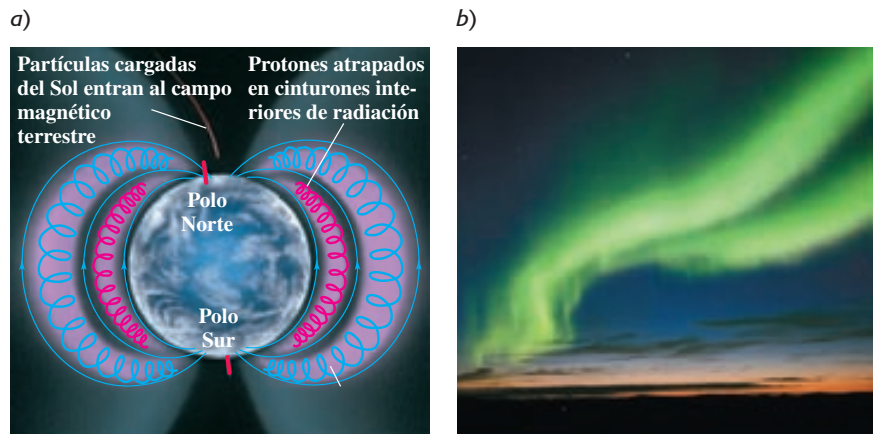 a)
b)
Partículas cargadas
del Sol entran al campo
magnético
terrestre
Protones atrapados
en cinturones inte-
riores de radiación
Polo
Norte
Polo
Sur